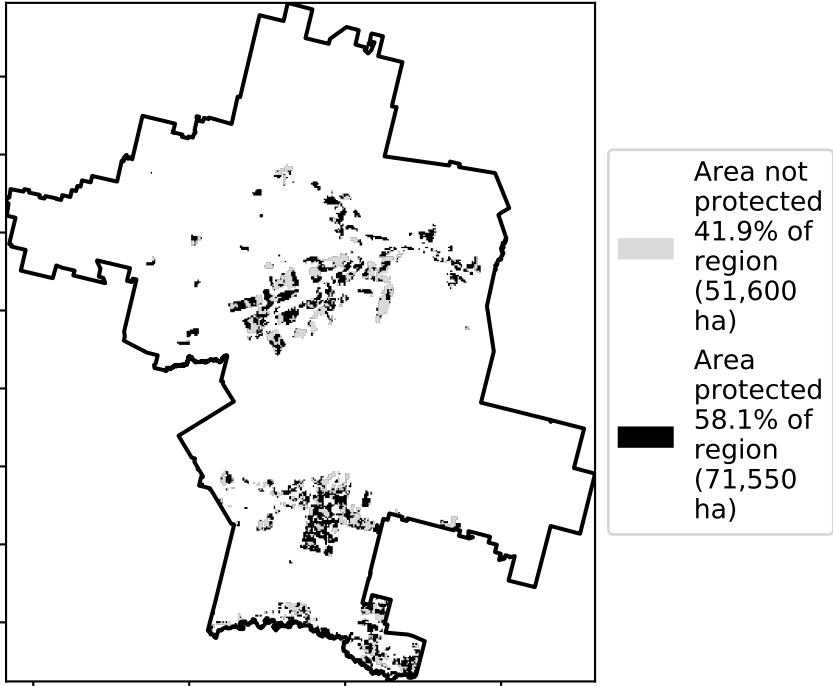 Area not
protected
41.9% of
region
(51,600
ha)
Area
protected
58.1% of
region
(71,550
ha)